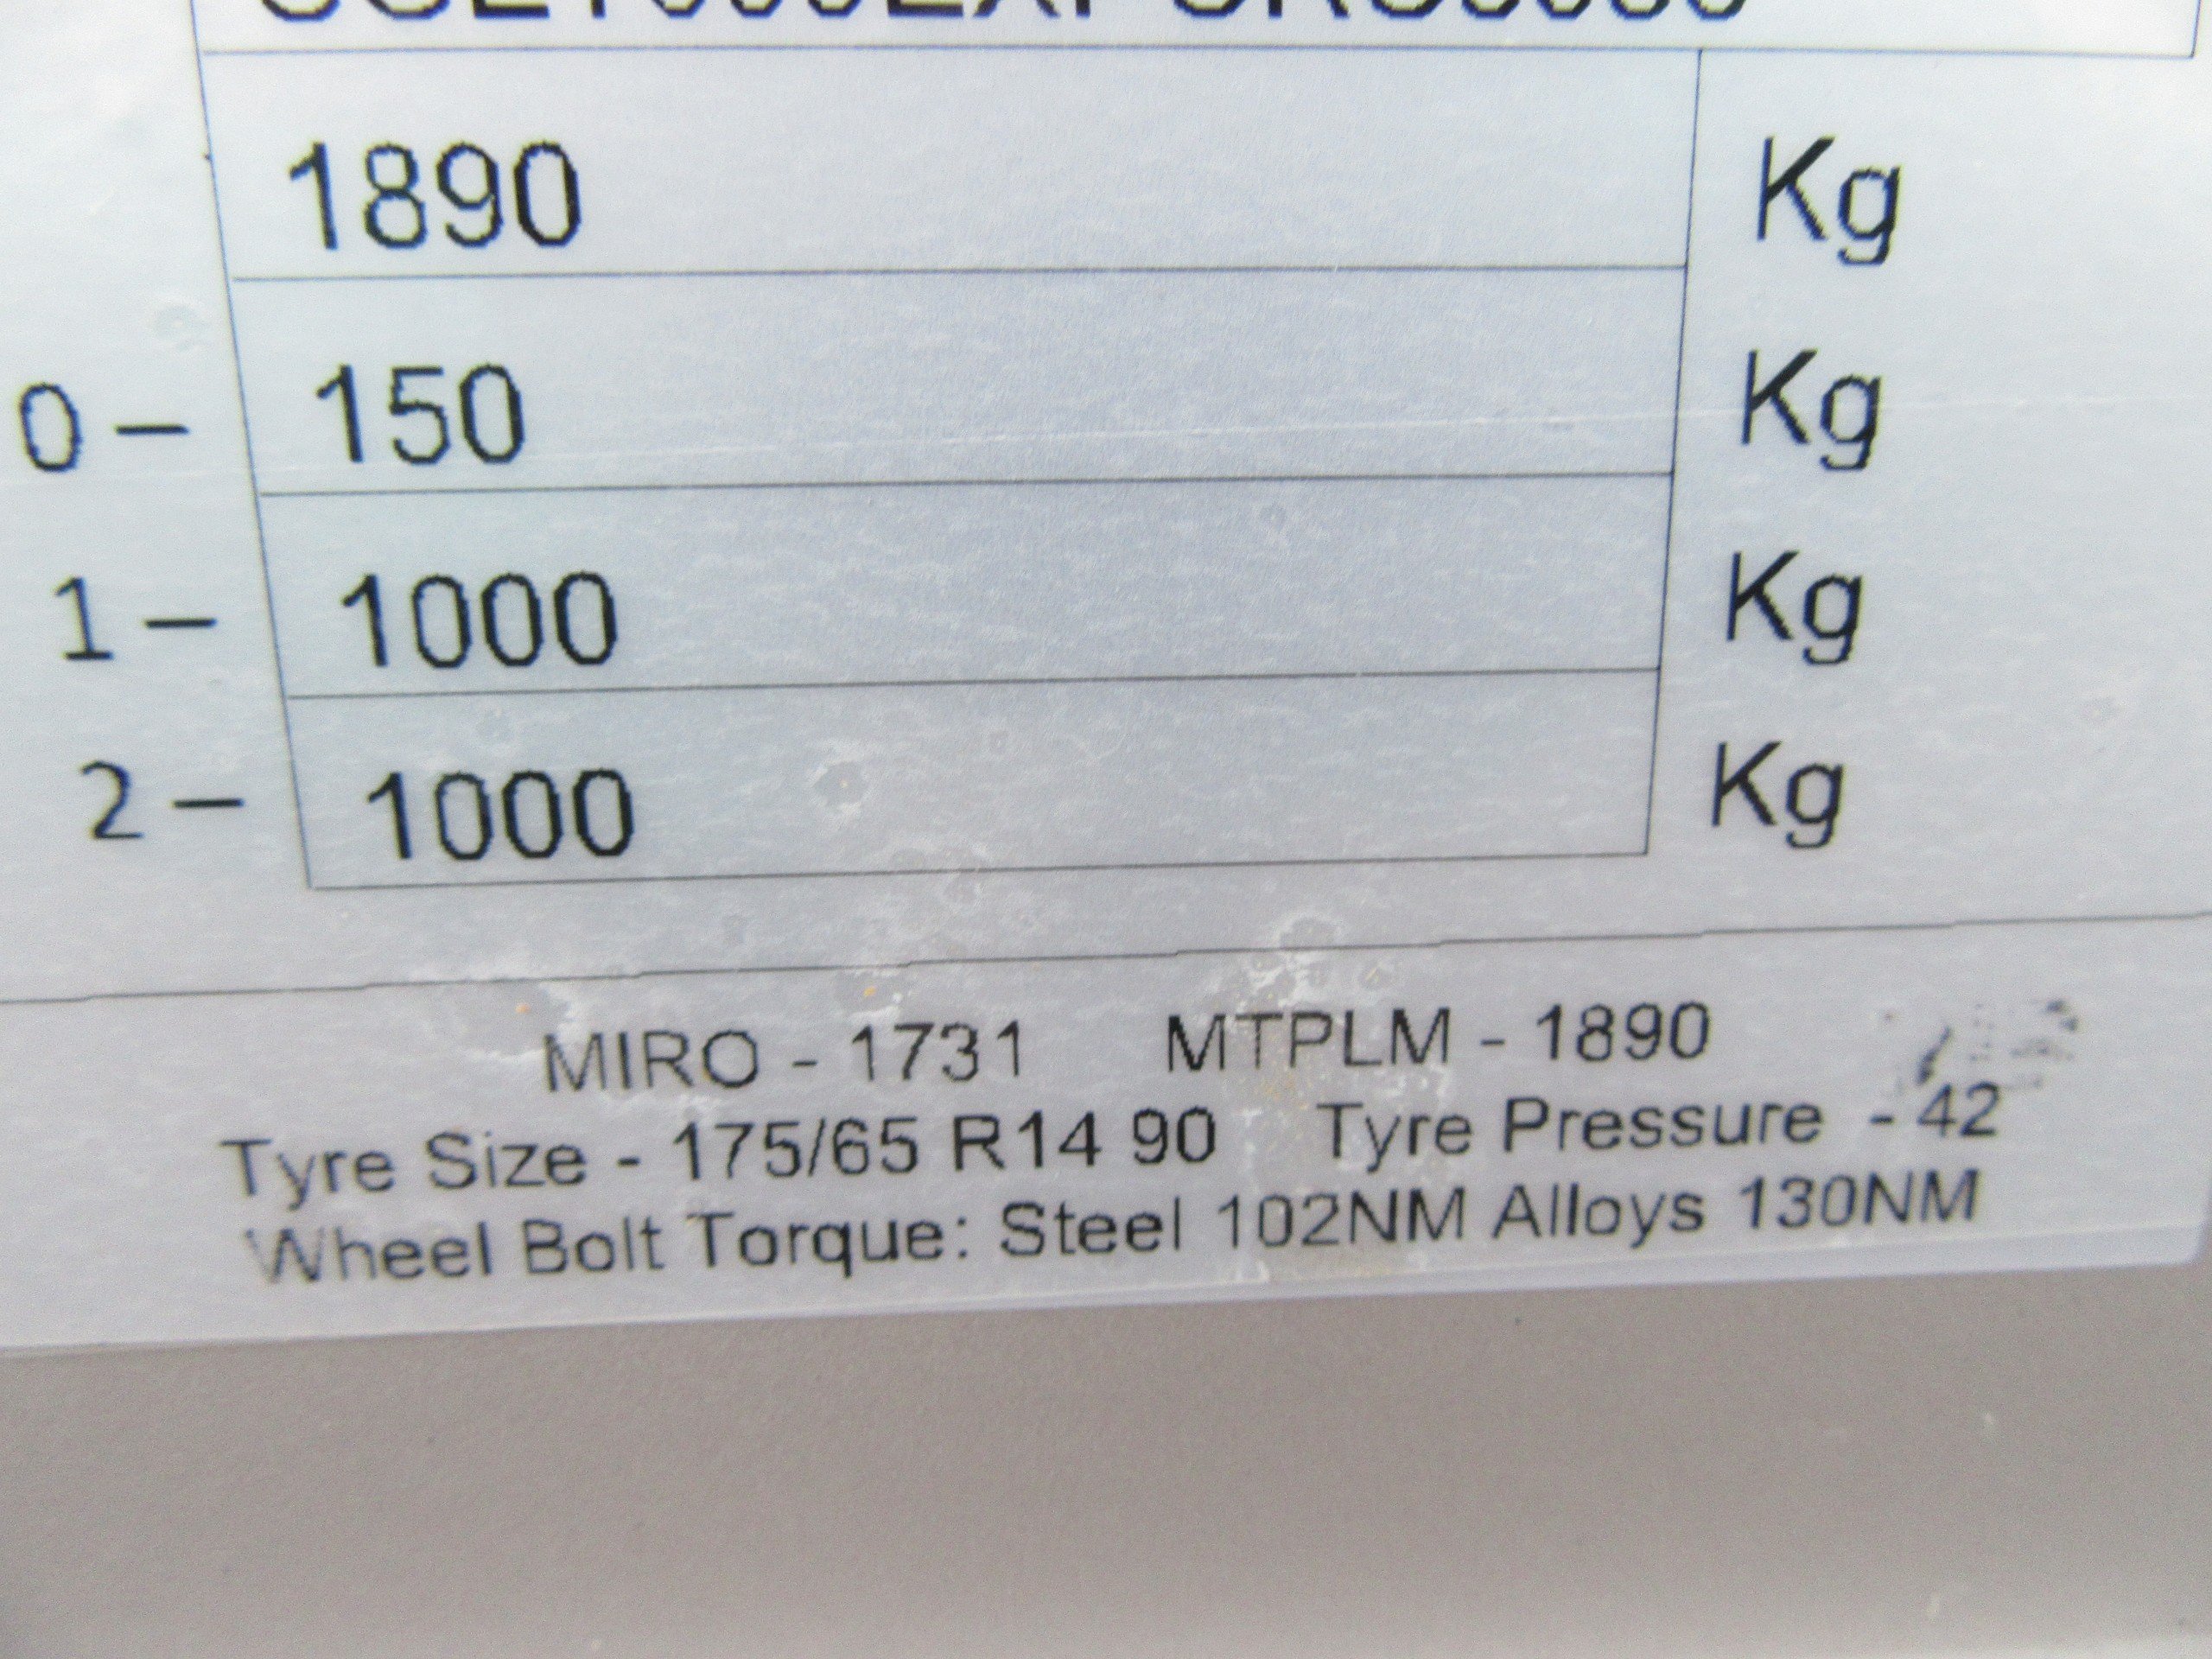 1890 Kg
0 – 150 Kg
1 – 1000 Kg
2 – 1000 Kg
MIRO - 1731 MTPLM - 1890
Tyre Size - 175/65 R14 90 Tyre Pressure - 42
Wheel Bolt Torque: Steel 102NM Alloys 130NM